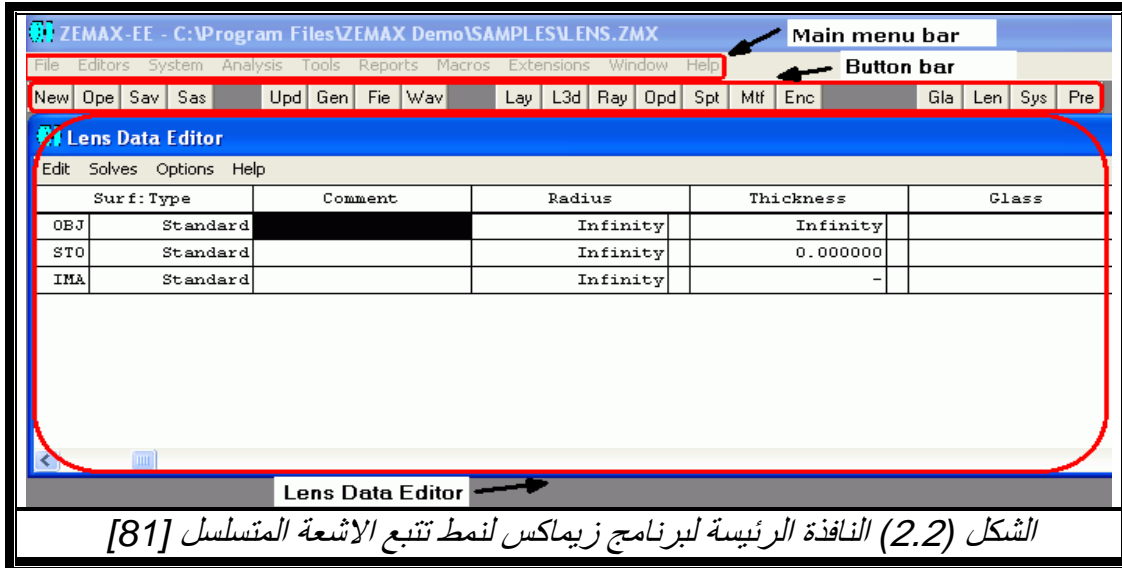 ZEMAX-EE - C:\Program Files\ZEMAX Demo\SAMPLES\LENS.ZMX
Main menu bar
File Editors System Analysis Tools Reports Macros Extensions Window Help
Button bar
New Ope Sav Sas Upd Gen Fie Wav Lay L3d Ray Opd Spt Mtf Enc Gla Len Sys Pre
Lens Data Editor
Edit Solves Options Help
Surf:Type Comment Radius Thickness Glass
OBJ Standard Infinity Infinity
STO Standard Infinity 0.000000
IMA Standard Infinity -
Lens Data Editor
الشكل (2.2) النافذة الرئيسة لبرنامج زيماكس لنمط تتبع الاشعة المتسلسل [81]